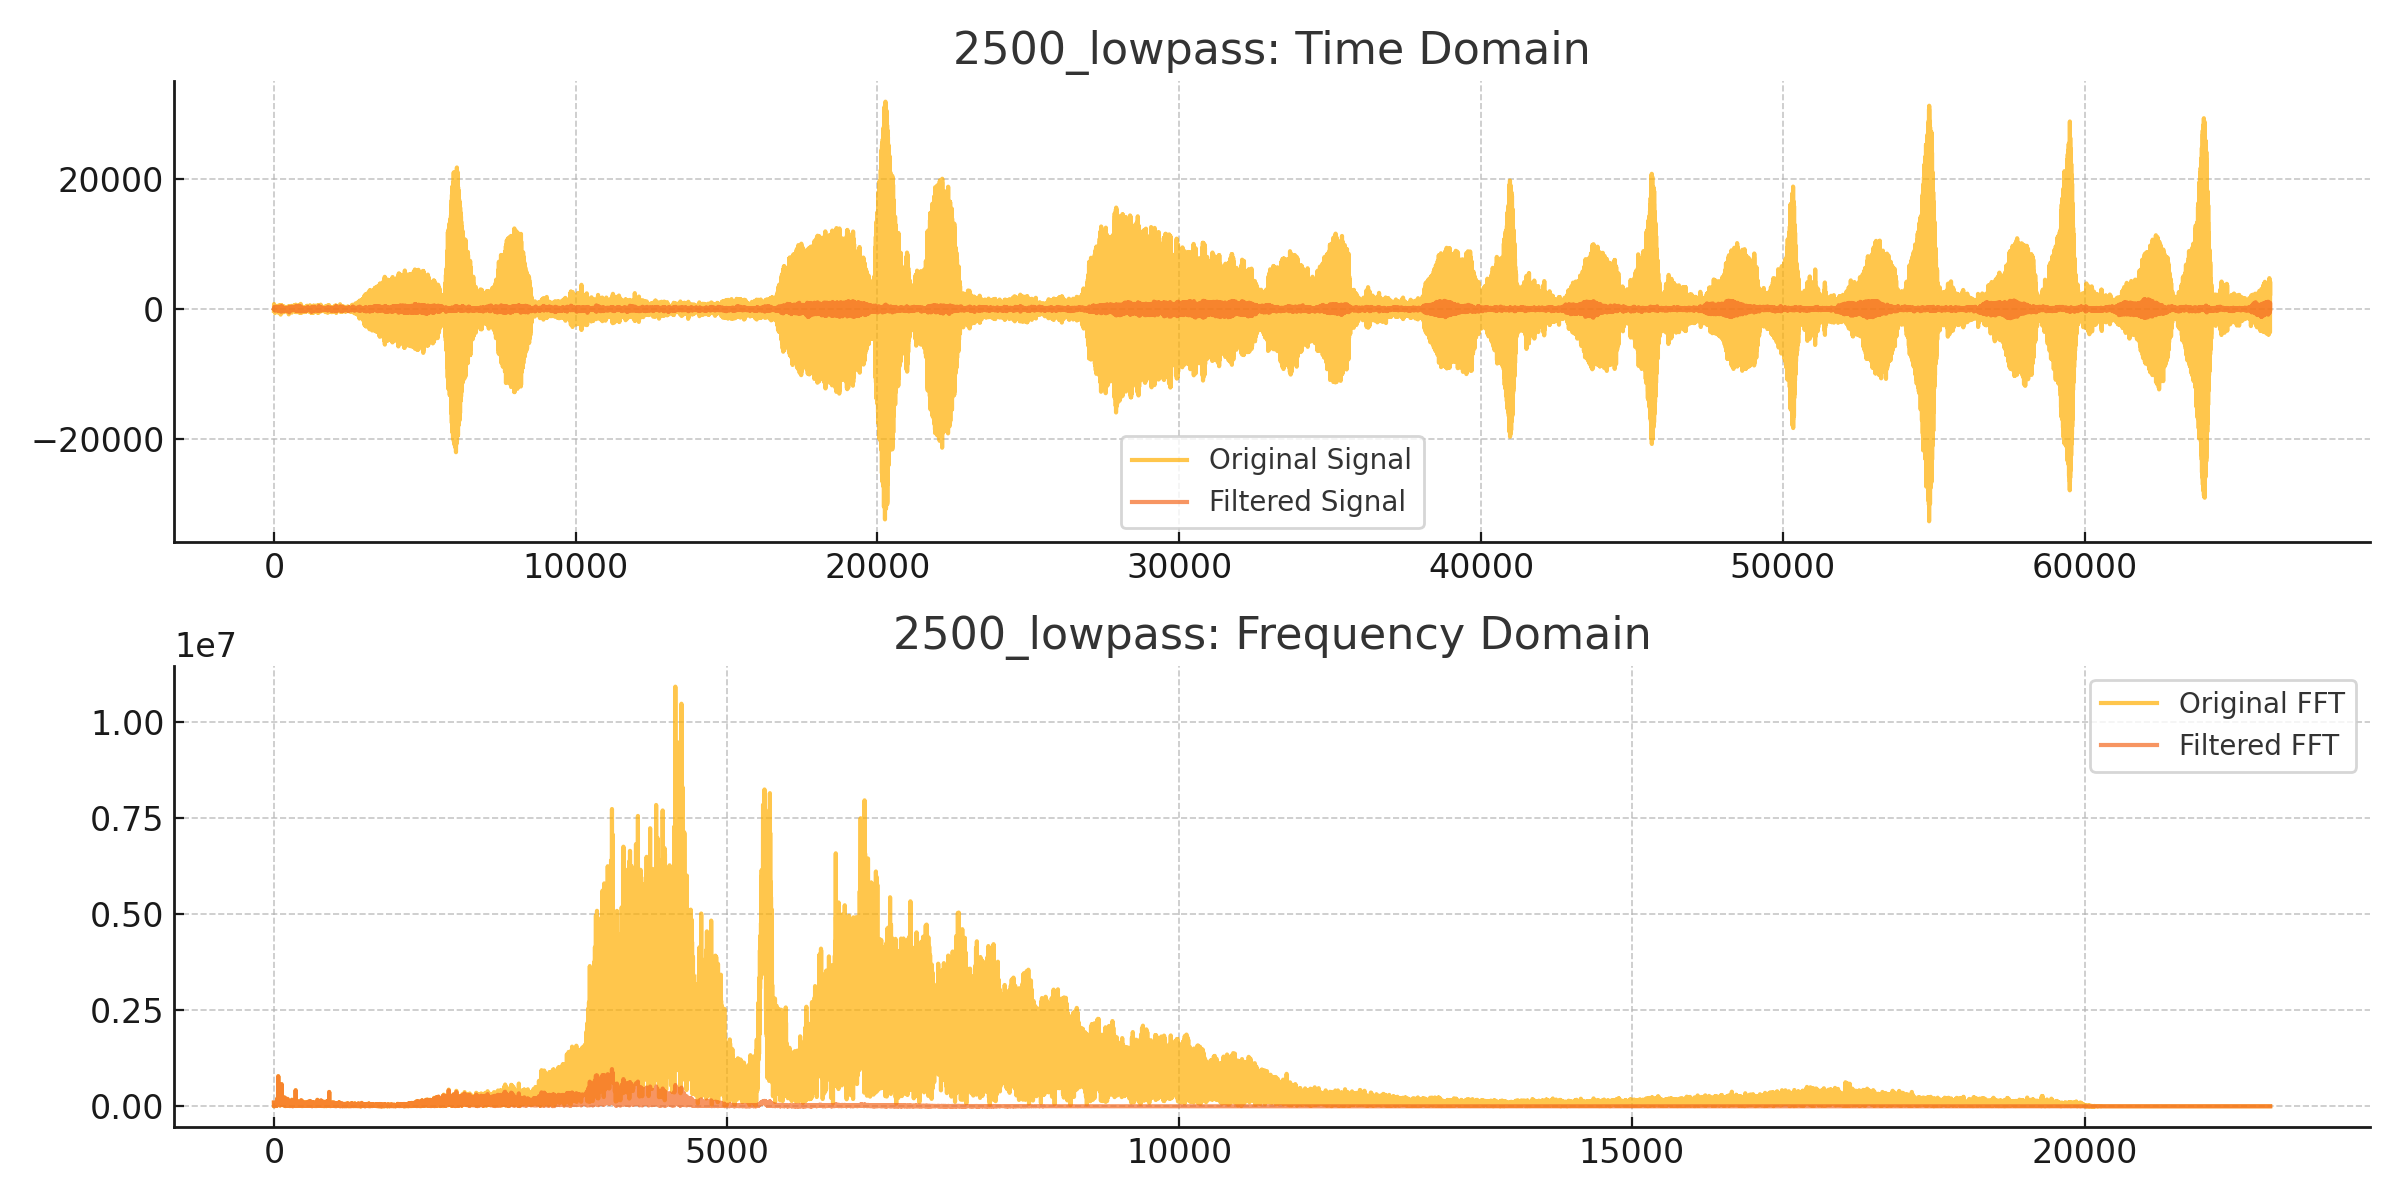 2500_lowpass: Time Domain
20000
0
−20000
Original Signal
Filtered Signal
0 10000 20000 30000 40000 50000 60000
2500_lowpass: Frequency Domain
1e7
1.00
0.75
0.50
0.25
0.00
Original FFT
Filtered FFT
0 5000 10000 15000 20000